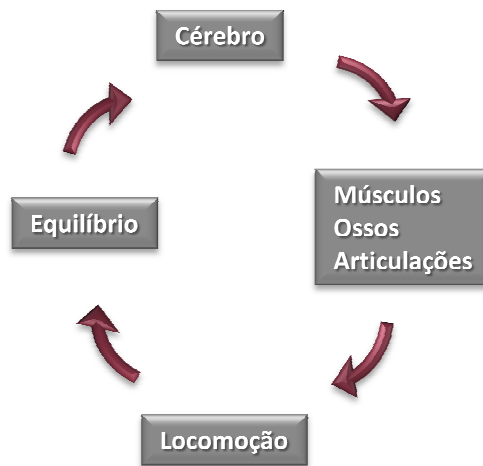 Cérebro
Músculos
Ossos
Articulações
Locomoção
Equilíbrio